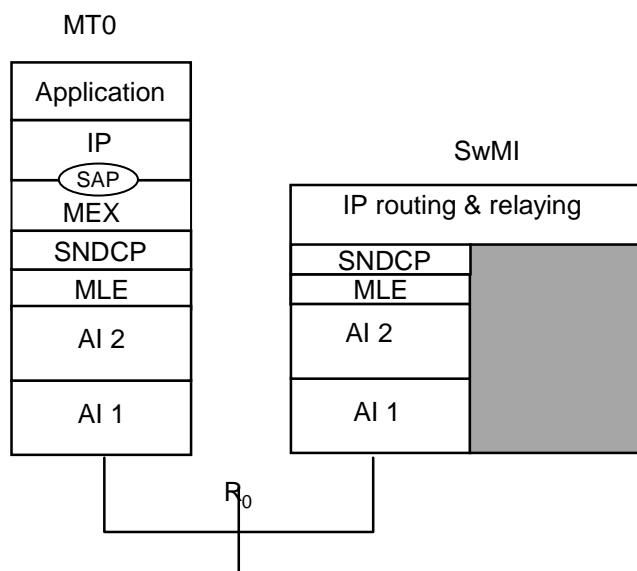 MT0
Application
IP
SAP
MEX
SNDCP
MLE
AI 2
AI 1
SwMI
IP routing & relaying
SNDCP
MLE
AI 2
AI 1
R0